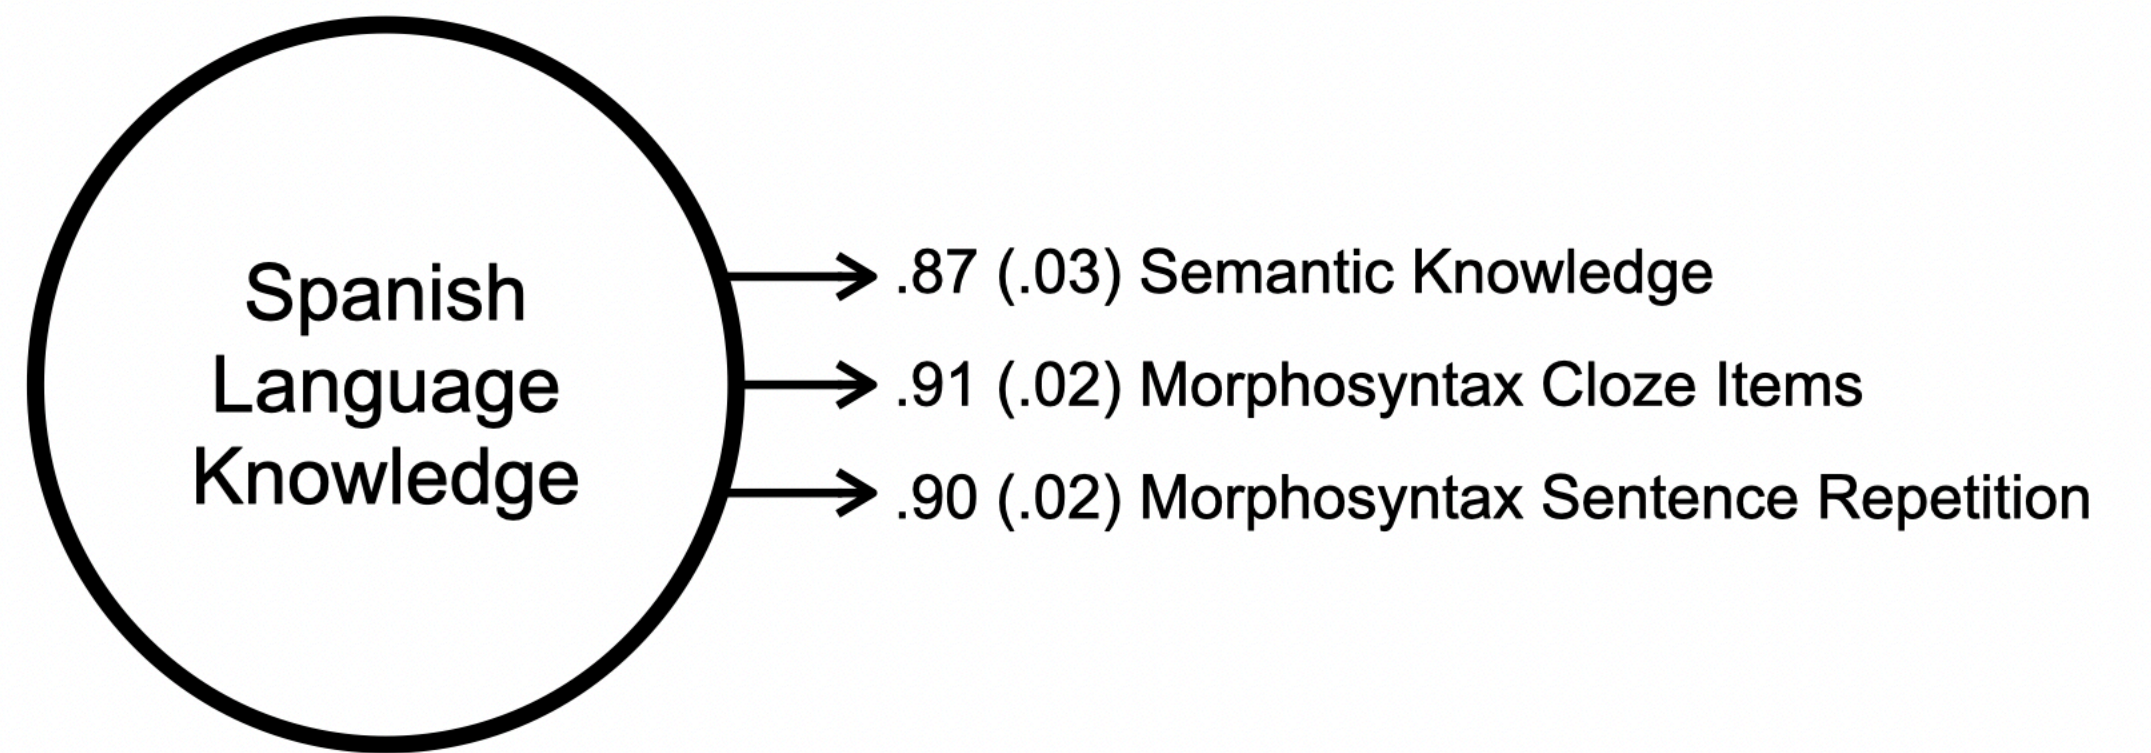 Spanish
Language
Knowledge
.87 (.03) Semantic Knowledge
.91 (.02) Morphosyntax Cloze Items
.90 (.02) Morphosyntax Sentence Repetition